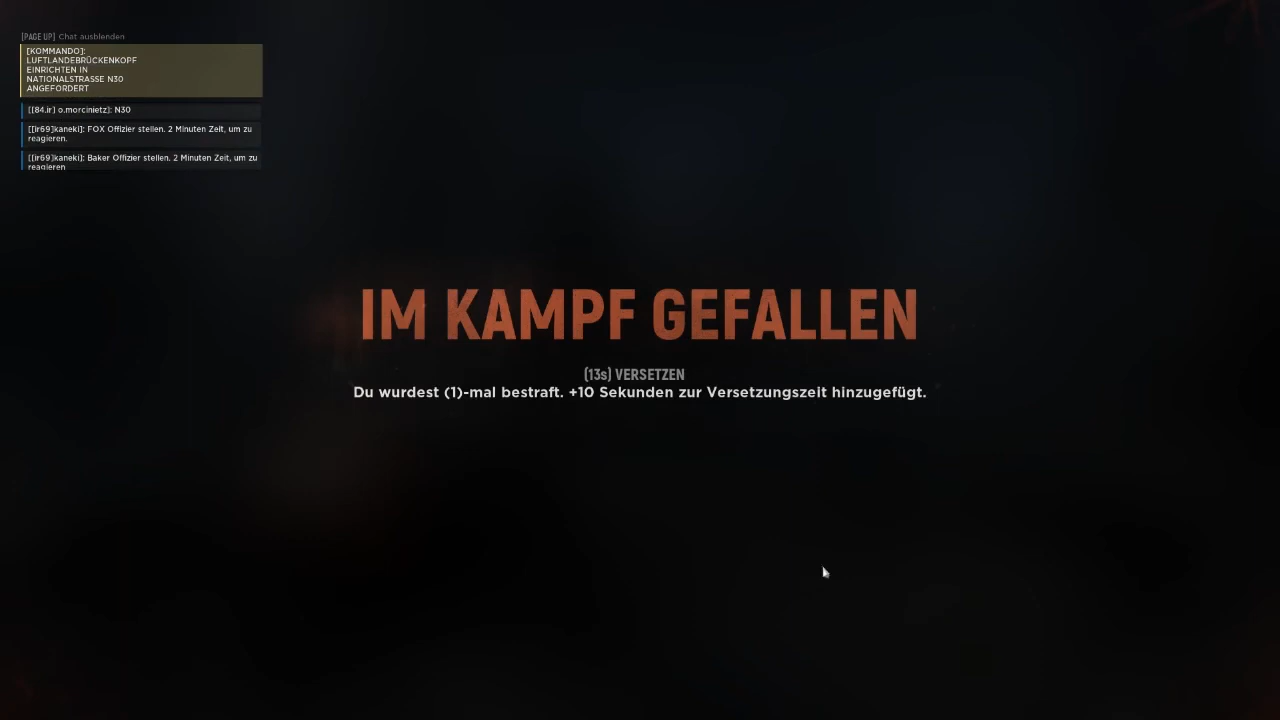 [PAGE UP] Chat ausblenden
[KOMMANDO]:
LUFTLANDEBRÜCKENKOPF
EINRICHTEN IN
NATIONALSTRASSE N30
ANGEFORDERT
[[84.ir] o.morcinietz]: N30
[[ir69]kaneki]: FOX Offizier stellen. 2 Minuten Zeit, um zu
reagieren.
[[ir69]kaneki]: Baker Offizier stellen. 2 Minuten Zeit, um zu
reagieren
IM KAMPF GEFALLEN
(13s) VERSETZEN
Du wurdest (1)-mal bestraft. +10 Sekunden zur Versetzungszeit hinzugefügt.